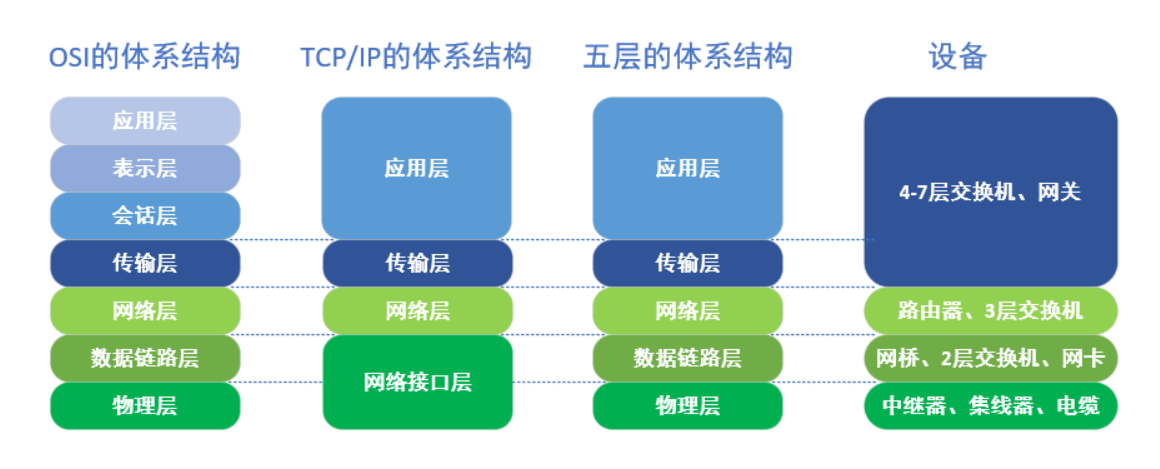 OSI的体系结构
TCP/IP的体系结构
五层的体系结构
设备
应用层
表示层
会话层
传输层
网络层
数据链路层
物理层
应用层
传输层
网络层
网络接口层
应用层
传输层
网络层
数据链路层
物理层
4-7层交换机、网关
路由器、3层交换机
网桥、2层交换机、网卡
中继器、集线器、电缆